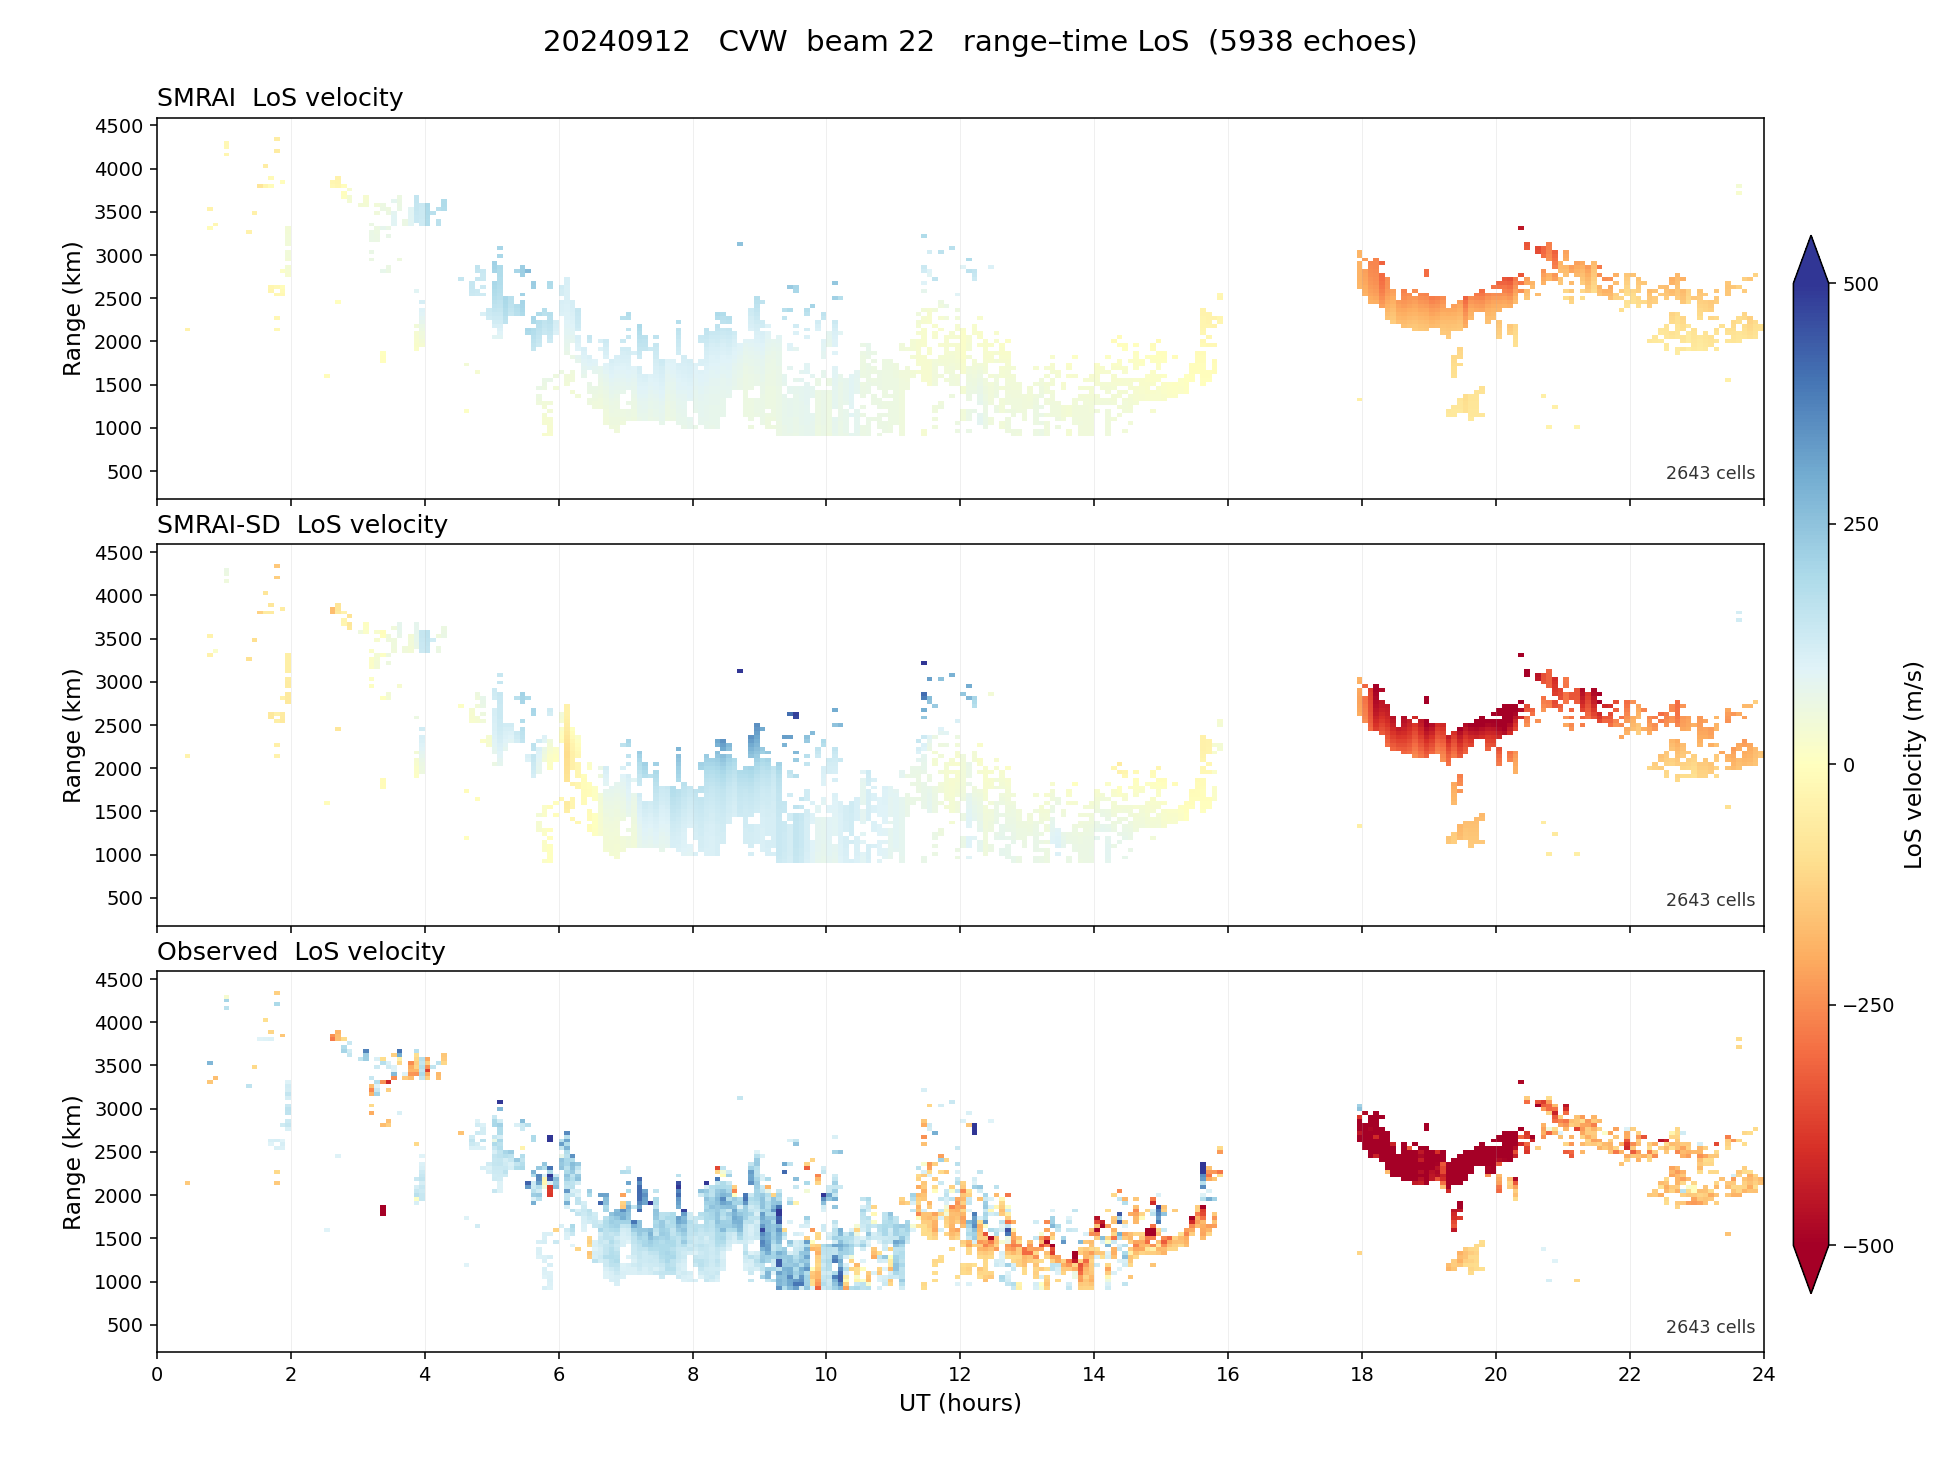 20240912   CVW  beam 22   range–time LoS  (5938 echoes)
SMRAI  LoS velocity
4500
4000
3500
3000
2500
2000
1500
1000
500
Range (km)
2643 cells
SMRAI-SD  LoS velocity
4500
4000
3500
3000
2500
2000
1500
1000
500
Range (km)
2643 cells
Observed  LoS velocity
4500
4000
3500
3000
2500
2000
1500
1000
500
Range (km)
2643 cells
0 2 4 6 8 10 12 14 16 18 20 22 24
UT (hours)
500
250
0
−250
−500
LoS velocity (m/s)